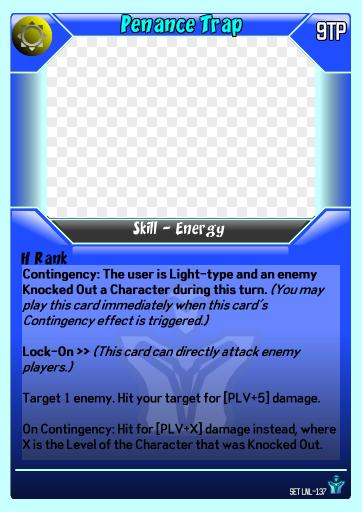 Penance Trap
9TP
Skill - Energy
H Rank
Contingency: The user is Light-type and an enemy
Knocked Out a Character during this turn. (You may
play this card immediately when this card's
Contingency effect is triggered.)
Lock-On >> (This card can directly attack enemy
players.)
Target 1 enemy. Hit your target for [PLV+5] damage.
On Contingency: Hit for [PLV+X] damage instead, where
X is the Level of the Character that was Knocked Out.
SET LNL-137